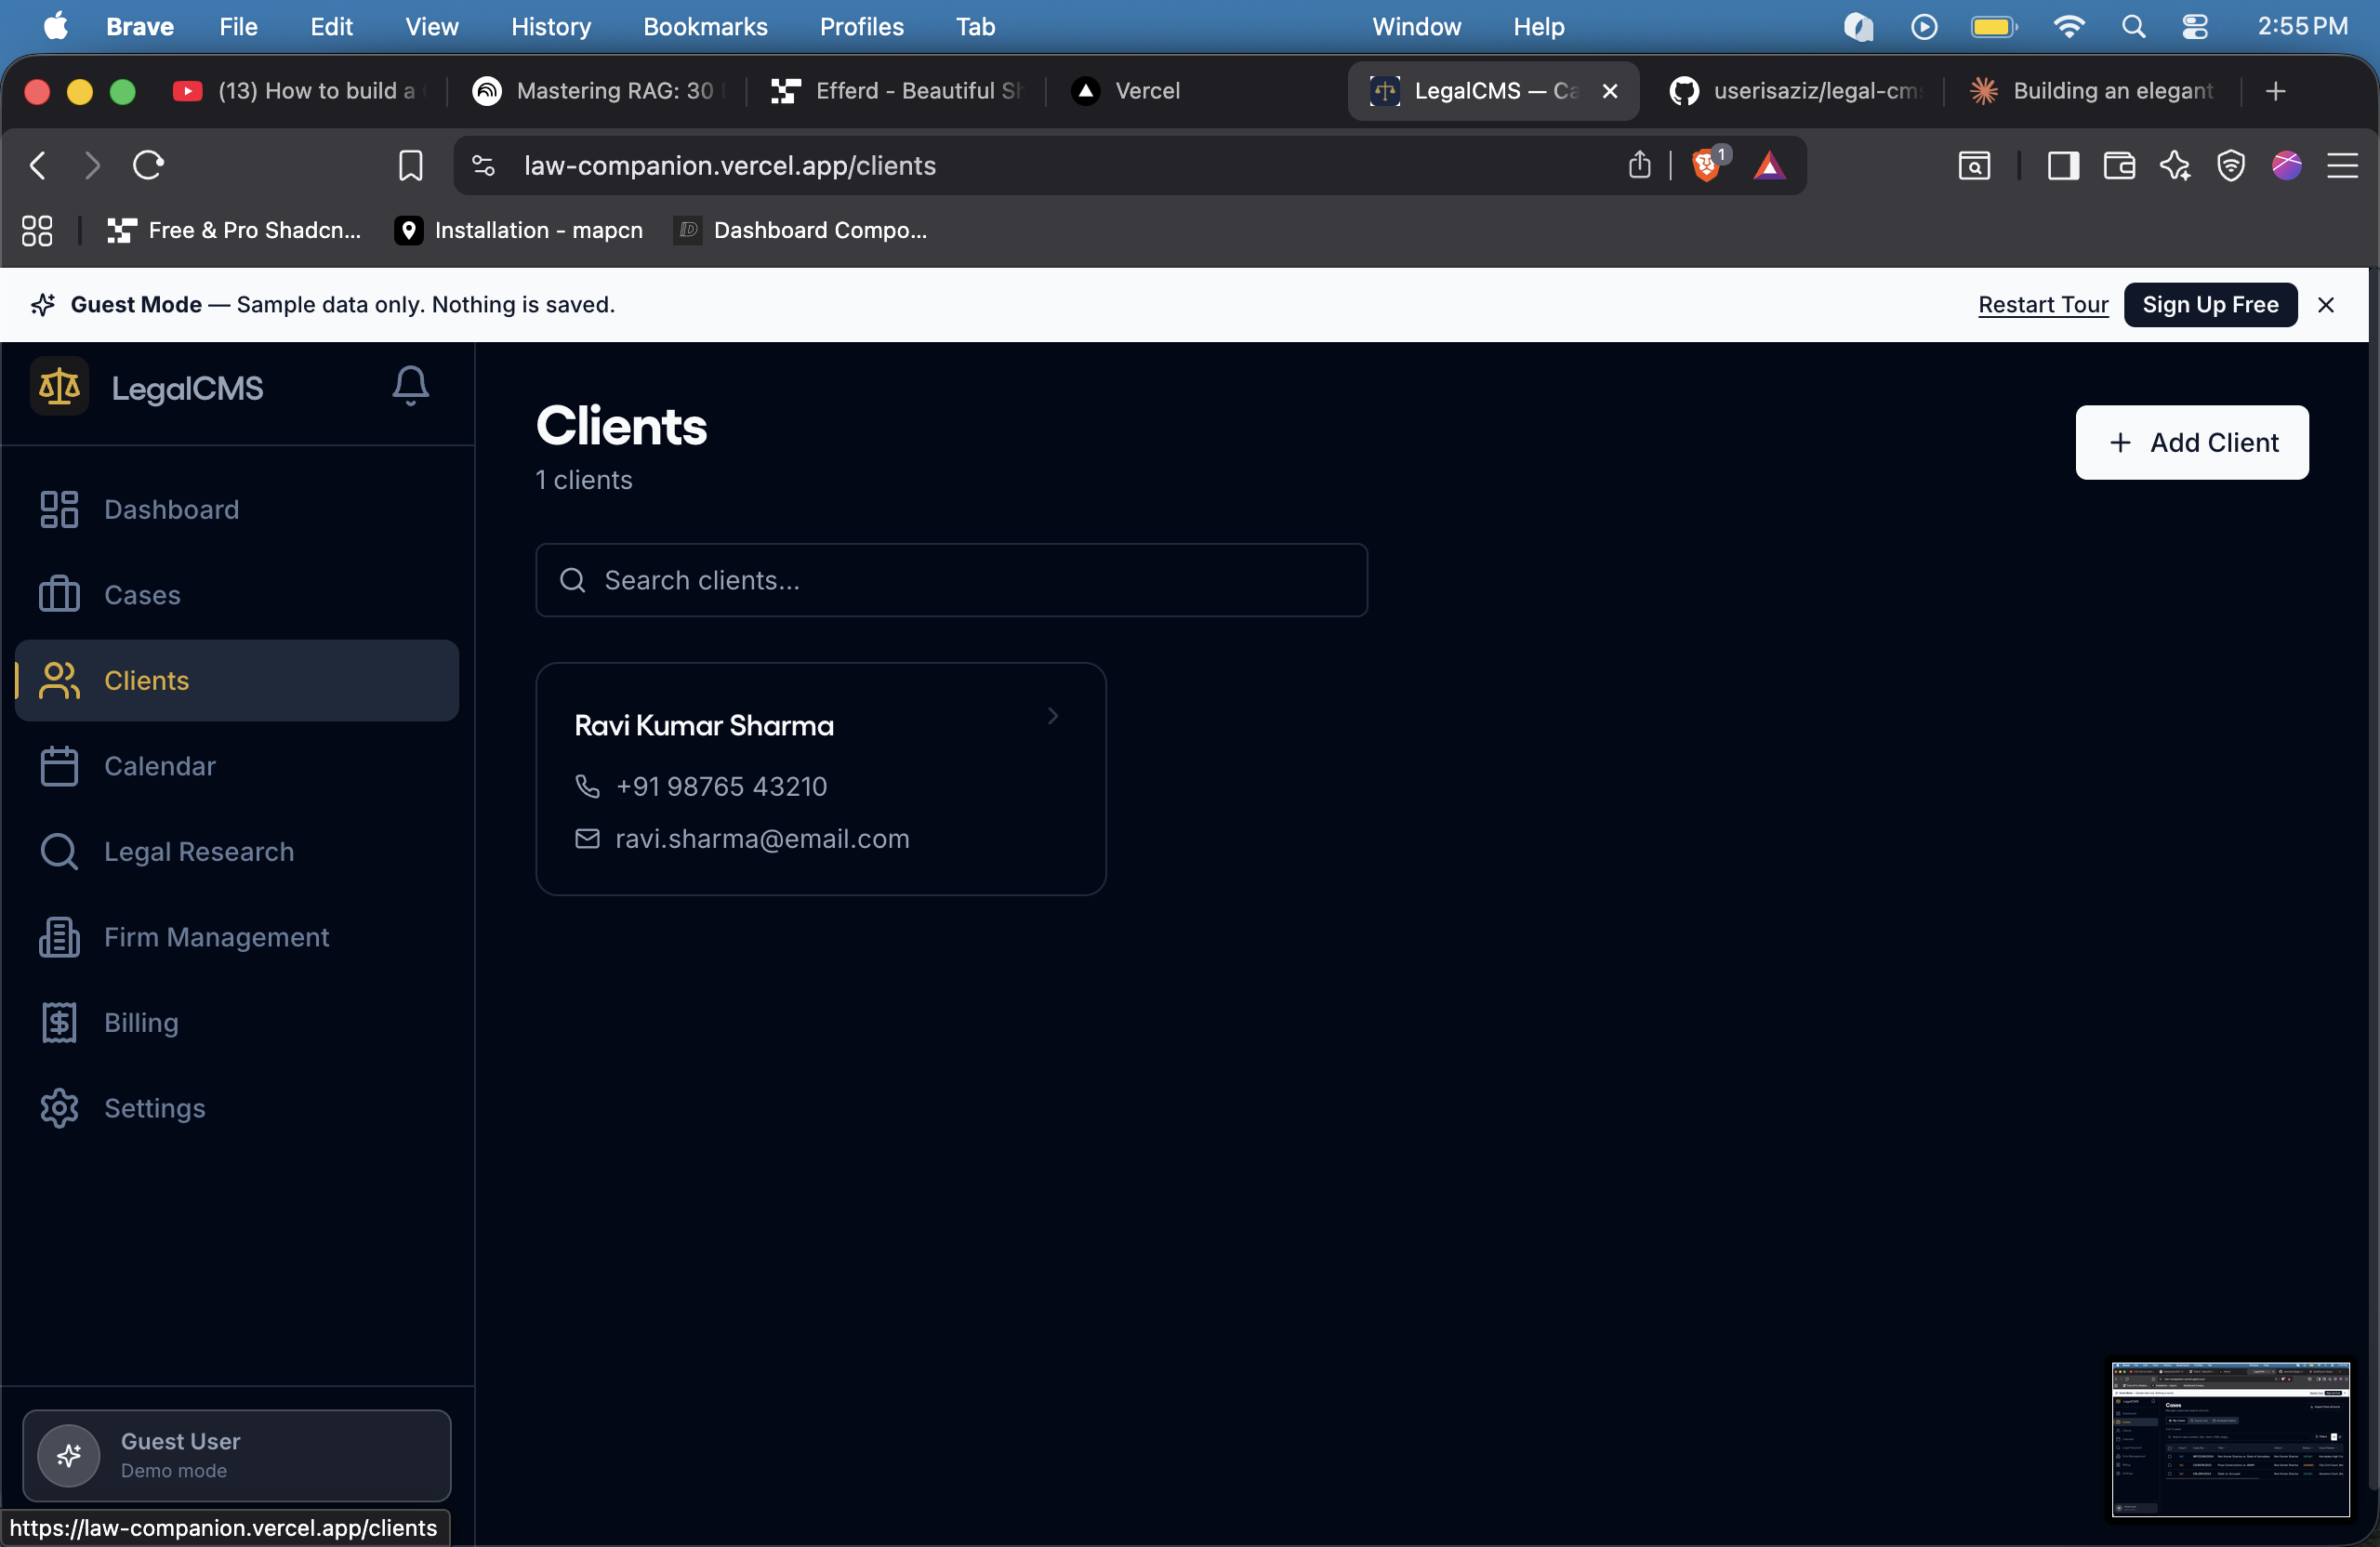 Brave File Edit View History Bookmarks Profiles Tab Window Help 2:55 PM
(13) How to build a
Mastering RAG: 30
Efferd - Beautiful Sh
Vercel
LegalCMS — Ca
userisaziz/legal-cms
Building an elegant
law-companion.vercel.app/clients
1
Free & Pro Shadcn...
Installation - mapcn
Dashboard Compo...
Guest Mode — Sample data only. Nothing is saved.
Restart Tour
Sign Up Free
LegalCMS
Dashboard
Cases
Clients
Calendar
Legal Research
Firm Management
Billing
Settings
Guest User
Demo mode
https://law-companion.vercel.app/clients
Clients
1 clients
+ Add Client
Search clients...
Ravi Kumar Sharma
+91 98765 43210
ravi.sharma@email.com